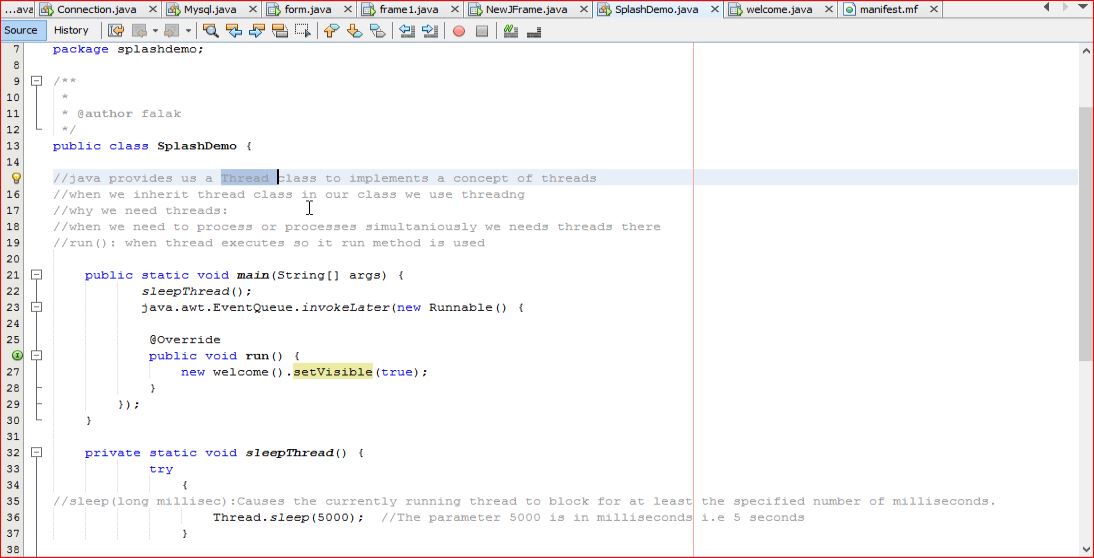 ...ava Connection.java Mysql.java form.java frame1.java NewJFrame.java SplashDemo.java welcome.java manifest.mf
Source History
7 package splashdemo;
8
9 /**
10 *
11 * @author falak
12 */
13 public class SplashDemo {
14
//java provides us a Thread class to implements a concept of threads
16 //when we inherit thread class in our class we use threadng
17 //why we need threads:
18 //when we need to process or processes simultaniously we needs threads there
19 //run(): when thread executes so it run method is used
20
21 public static void main(String[] args) {
22 sleepThread();
23 java.awt.EventQueue.invokeLater(new Runnable() {
24
25 @Override
public void run() {
27 new welcome().setVisible(true);
28 }
29 });
30 }
31
32 private static void sleepThread() {
33 try
34 {
35 //sleep(long millisec):Causes the currently running thread to block for at least the specified number of milliseconds.
36 Thread.sleep(5000); //The parameter 5000 is in milliseconds i.e 5 seconds
37 }
38